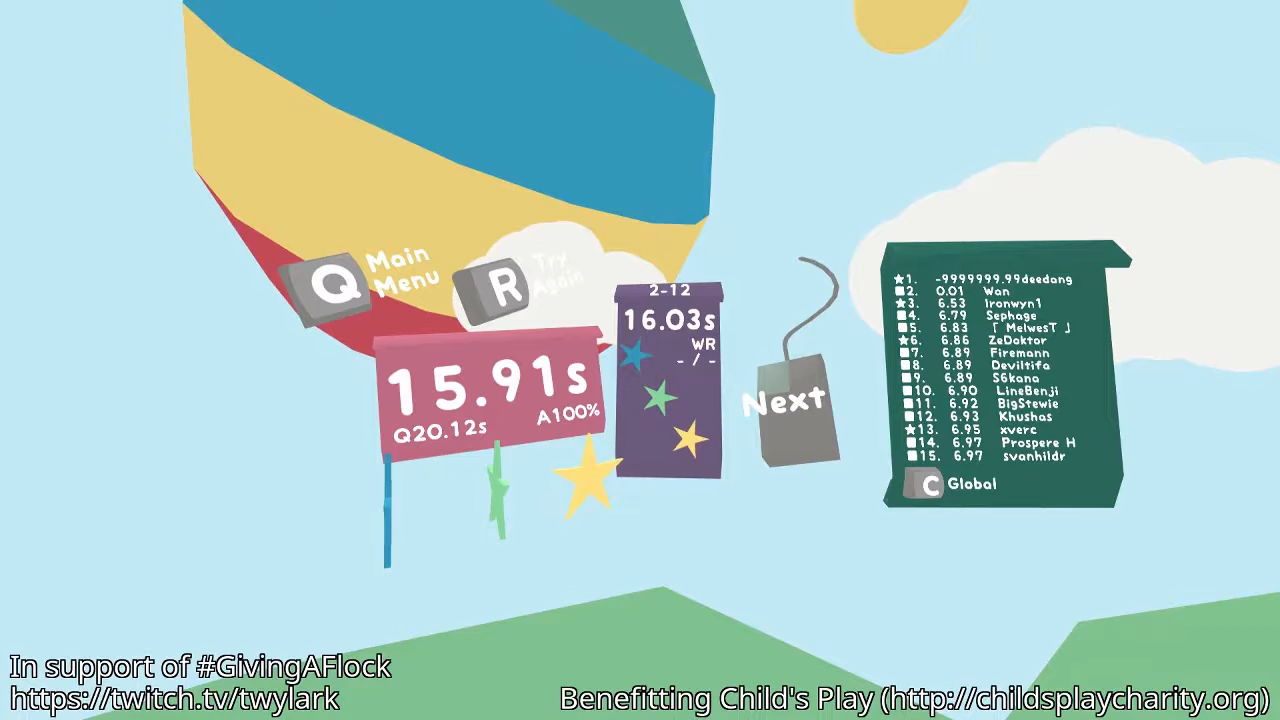 Q
Main
Menu
R
Try
Again
15.91s
Q20.12s
A100%
2-12
16.03s
WR
- / -
Next
1. -9999999.99deedang
2. 0.01 Wan
3. 6.53 Ironwyn1
4. 6.79 Sephage
5. 6.83 「 MelwesT 」
6. 6.86 ZeDoktor
7. 6.89 Firemann
8. 6.89 Deviltifa
9. 6.89 S6kana
10. 6.90 LineBenji
11. 6.92 BigStewie
12. 6.93 Khushas
13. 6.95 xverc
14. 6.97 Prospere H
15. 6.97 svanhildr
C Global
In support of #GivingAFlock
https://twitch.tv/twylark
Benefitting Child's Play (http://childsplaycharity.org)